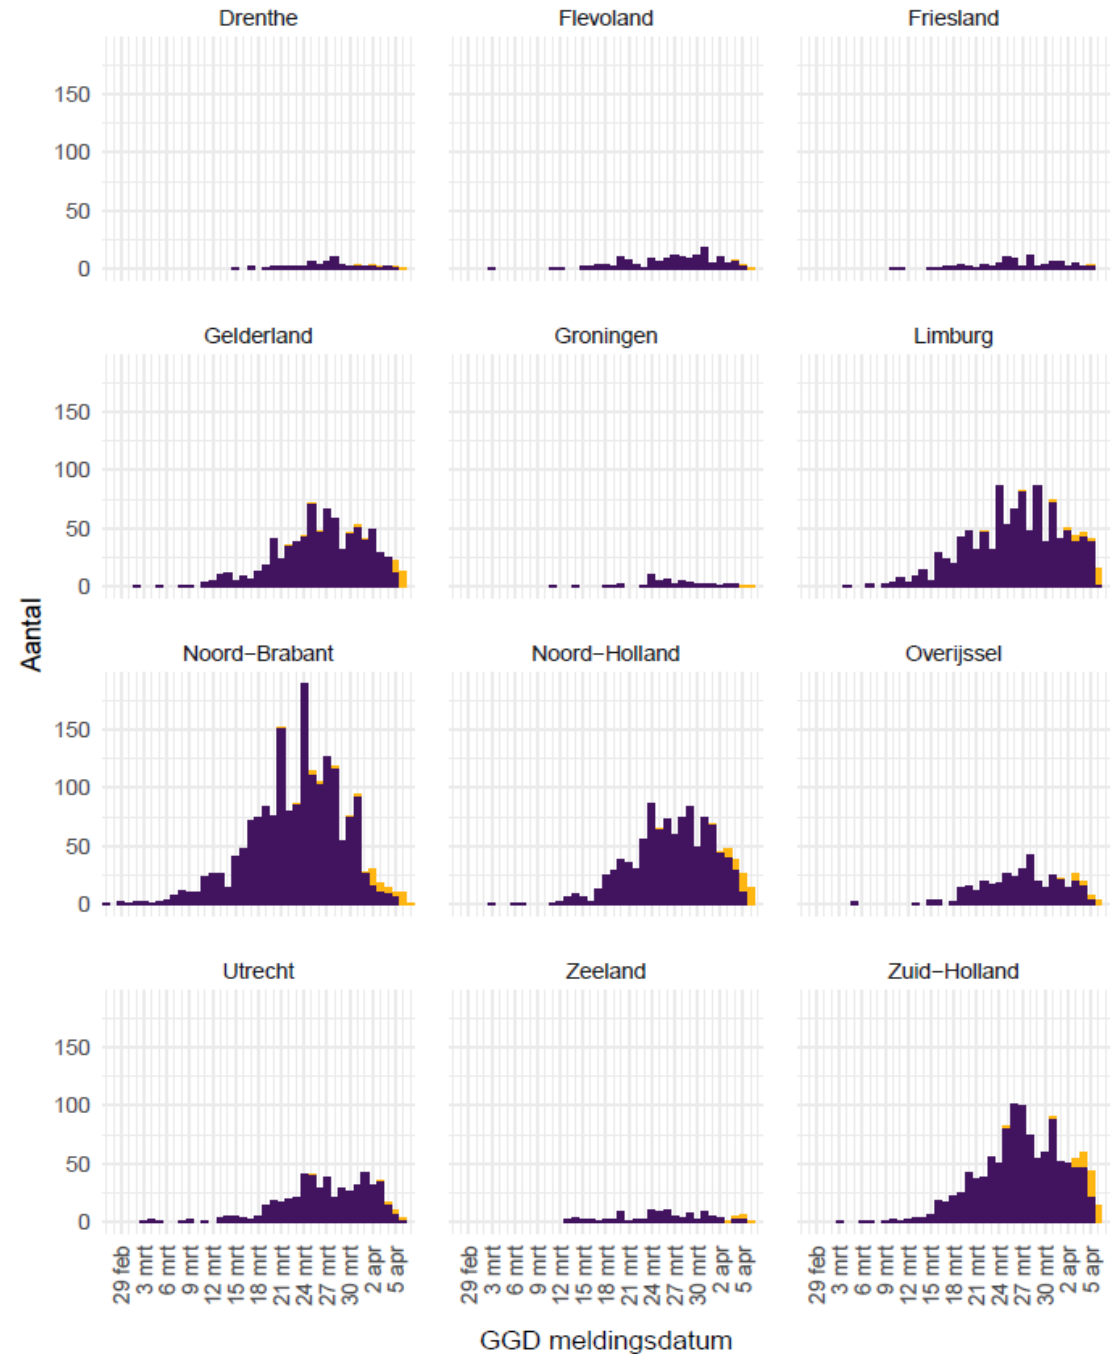 Drenthe Flevoland Friesland
150
100
50
0
Gelderland Groningen Limburg
150
100
50
0
Aantal
Noord−Brabant Noord−Holland Overijssel
150
100
50
0
Utrecht Zeeland Zuid−Holland
150
100
50
0
29 feb 3 mrt 6 mrt 9 mrt 12 mrt 15 mrt 18 mrt 21 mrt 24 mrt 27 mrt 30 mrt 2 apr 5 apr 29 feb 3 mrt 6 mrt 9 mrt 12 mrt 15 mrt 18 mrt 21 mrt 24 mrt 27 mrt 30 mrt 2 apr 5 apr 29 feb 3 mrt 6 mrt 9 mrt 12 mrt 15 mrt 18 mrt 21 mrt 24 mrt 27 mrt 30 mrt 2 apr 5 apr
GGD meldingsdatum